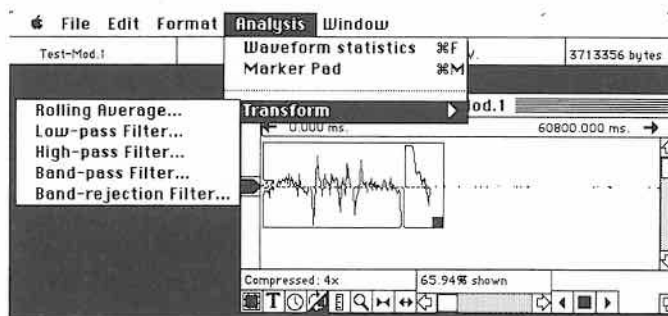 File Edit Format Analysis Window
Test-Mod.1
3713356 bytes
Waveform statistics ⌘F
Marker Pad ⌘M
Transform
od.1
Rolling Average...
Low-pass Filter...
High-pass Filter...
Band-pass Filter...
Band-rejection Filter...
0.000 ms.
60800.000 ms.
Compressed: 4x
65.94% shown
T